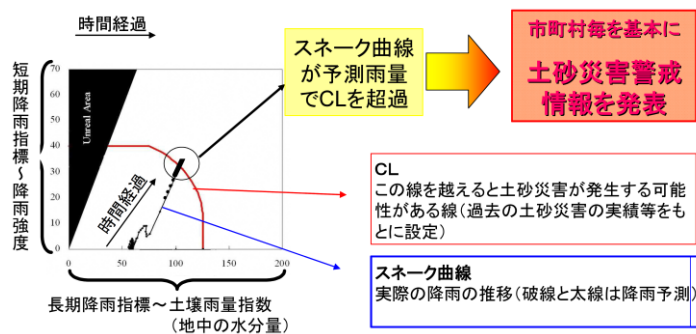 時間経過
スネーク曲線
が予測雨量
でCLを超過
市町村毎を基本に
土砂災害警戒
情報を発表
短期降雨指標～降雨強度
70
60
50
40
30
20
10
0
Unreal Area
時間経過
0
50
100
150
200
長期降雨指標～土壌雨量指数
(地中の水分量)
CL
この線を越えると土砂災害が発生する可能
性がある線(過去の土砂災害の実績等をも
とに設定)
スネーク曲線
実際の降雨の推移(破線と太線は降雨予測)